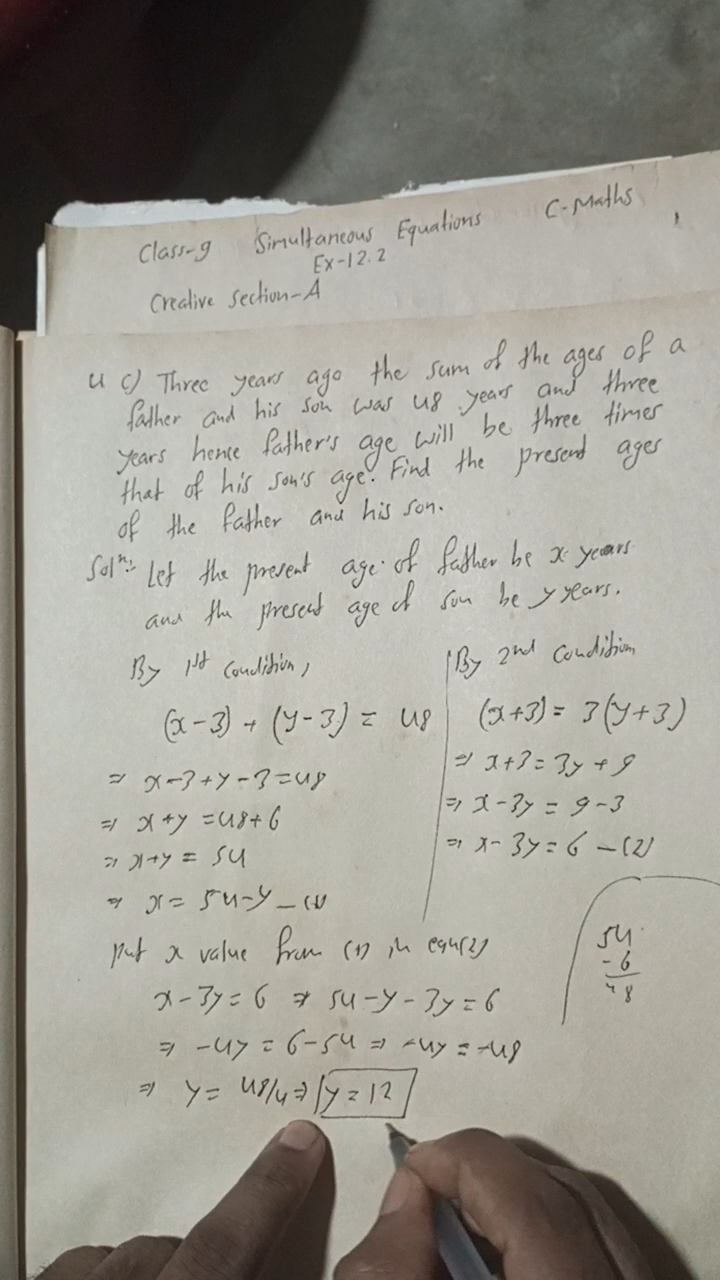 Class-9 Simultaneous Equations C-Maths
Ex-12.2
Creative Section-A
4 c) Three years ago the sum of the ages of a
father and his son was 48 years and three
years hence father's age will be three times
that of his son's age. Find the present ages
of the father and his son.
Solⁿ:- Let the present age of father be x years
and the present age of son be y years.
By 1st condition,
(x-3) + (y-3) = 48
⇒ x-3+y-3=48
⇒ x+y = 48+6
⇒ x+y = 54
⇒ x = 54-y -(1)
By 2nd condition
(x+3) = 3(y+3)
⇒ x+3 = 3y+9
⇒ x-3y = 9-3
⇒ x-3y = 6 -(2)
Put x value from (1) in eqn(2)
x-3y=6 ⇒ 54-y-3y=6
⇒ -4y = 6-54 ⇒ -4y = -48
⇒ y = 48/4 ⇒ y = 12
54
-6
48